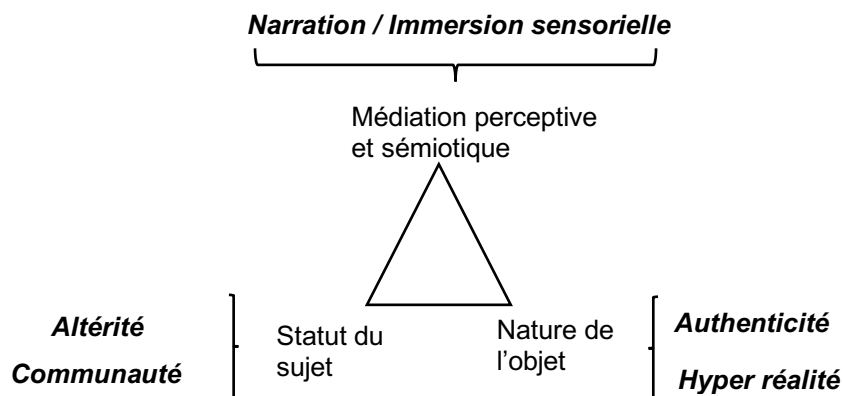 Narration / Immersion sensorielle
Médiation perceptive
et sémiotique
Altérité
Communauté
Statut du
sujet
Nature de
l'objet
Authenticité
Hyper réalité